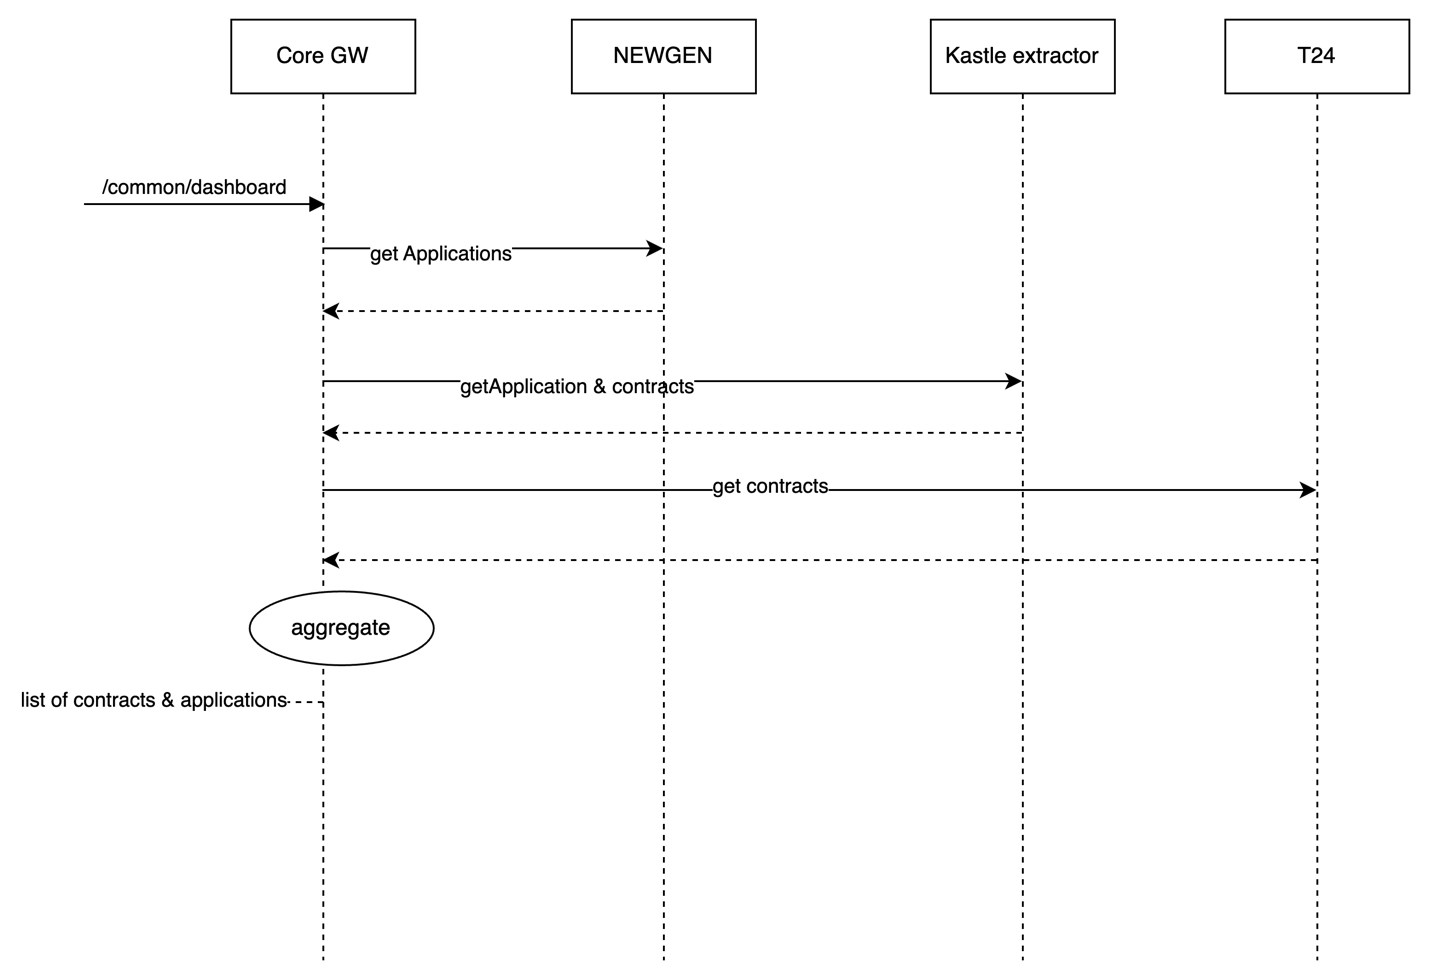 Core GW
NEWGEN
Kastle extractor
T24
/common/dashboard
get Applications
getApplication & contracts
get contracts
aggregate
list of contracts & applications